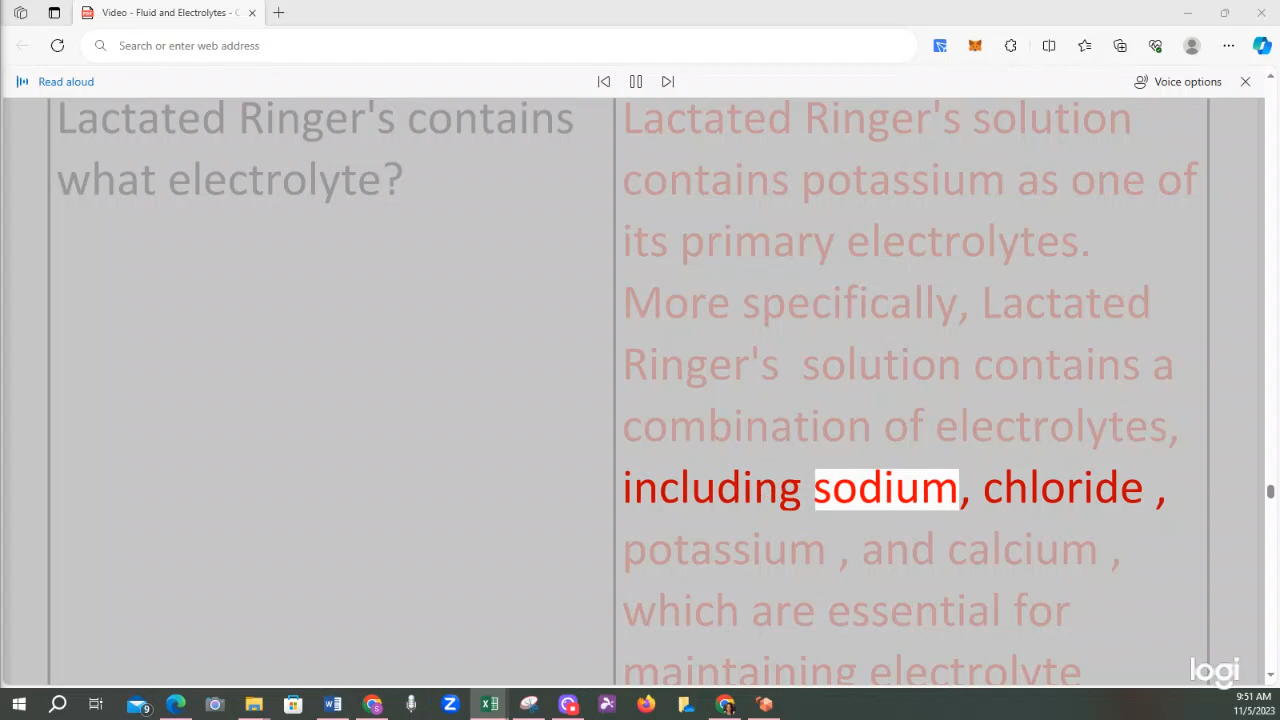 Video - Fluid and Electrolytes - C
Search or enter web address
Read aloud
Voice options
Lactated Ringer's contains
what electrolyte?
Lactated Ringer's solution
contains potassium as one of
its primary electrolytes.
More specifically, Lactated
Ringer's solution contains a
combination of electrolytes,
including sodium, chloride ,
potassium , and calcium ,
which are essential for
maintaining electrolyte
logi
9:51 AM
11/5/2023